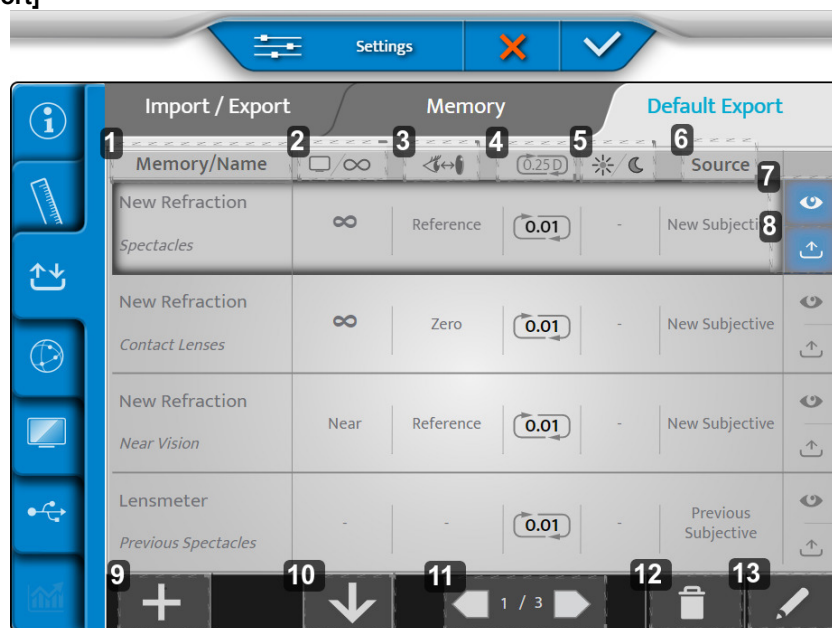 ort]
Settings
Import / Export Memory Default Export
1 2 3 4 5 6
Memory/Name 0.25 D Source
7
New Refraction
Spectacles
∞ Reference 0.01 - New Subjecti
8
New Refraction
Contact Lenses
∞ Zero 0.01 - New Subjective
New Refraction
Near Vision
Near Reference 0.01 - New Subjective
Lensmeter
Previous Spectacles
- - 0.01 - Previous
Subjective
9 10 11 12 13
1 / 3